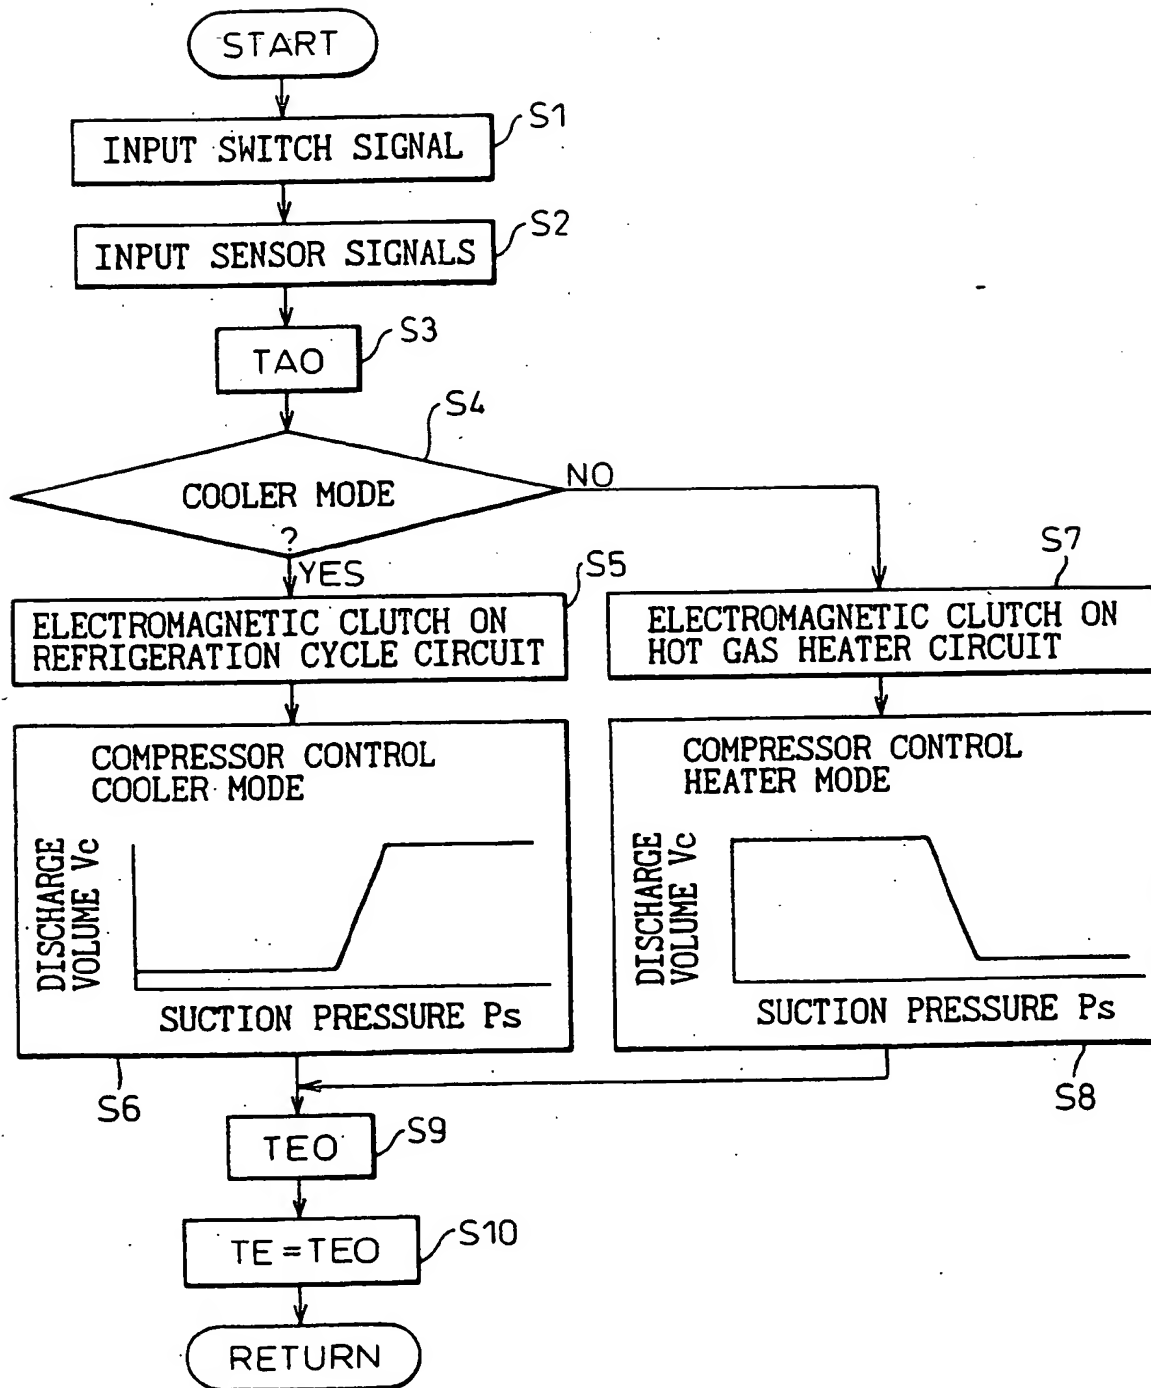 START
S1
INPUT SWITCH SIGNAL
S2
INPUT SENSOR SIGNALS
S3
TAO
S4
COOLER MODE
?
NO
YES
S5
ELECTROMAGNETIC CLUTCH ON
REFRIGERATION CYCLE CIRCUIT
S7
ELECTROMAGNETIC CLUTCH ON
HOT GAS HEATER CIRCUIT
COMPRESSOR CONTROL
COOLER MODE
DISCHARGE
VOLUME Vc
SUCTION PRESSURE Ps
S6
COMPRESSOR CONTROL
HEATER MODE
DISCHARGE
VOLUME Vc
SUCTION PRESSURE Ps
S8
TEO
S9
TE=TEO
S10
RETURN